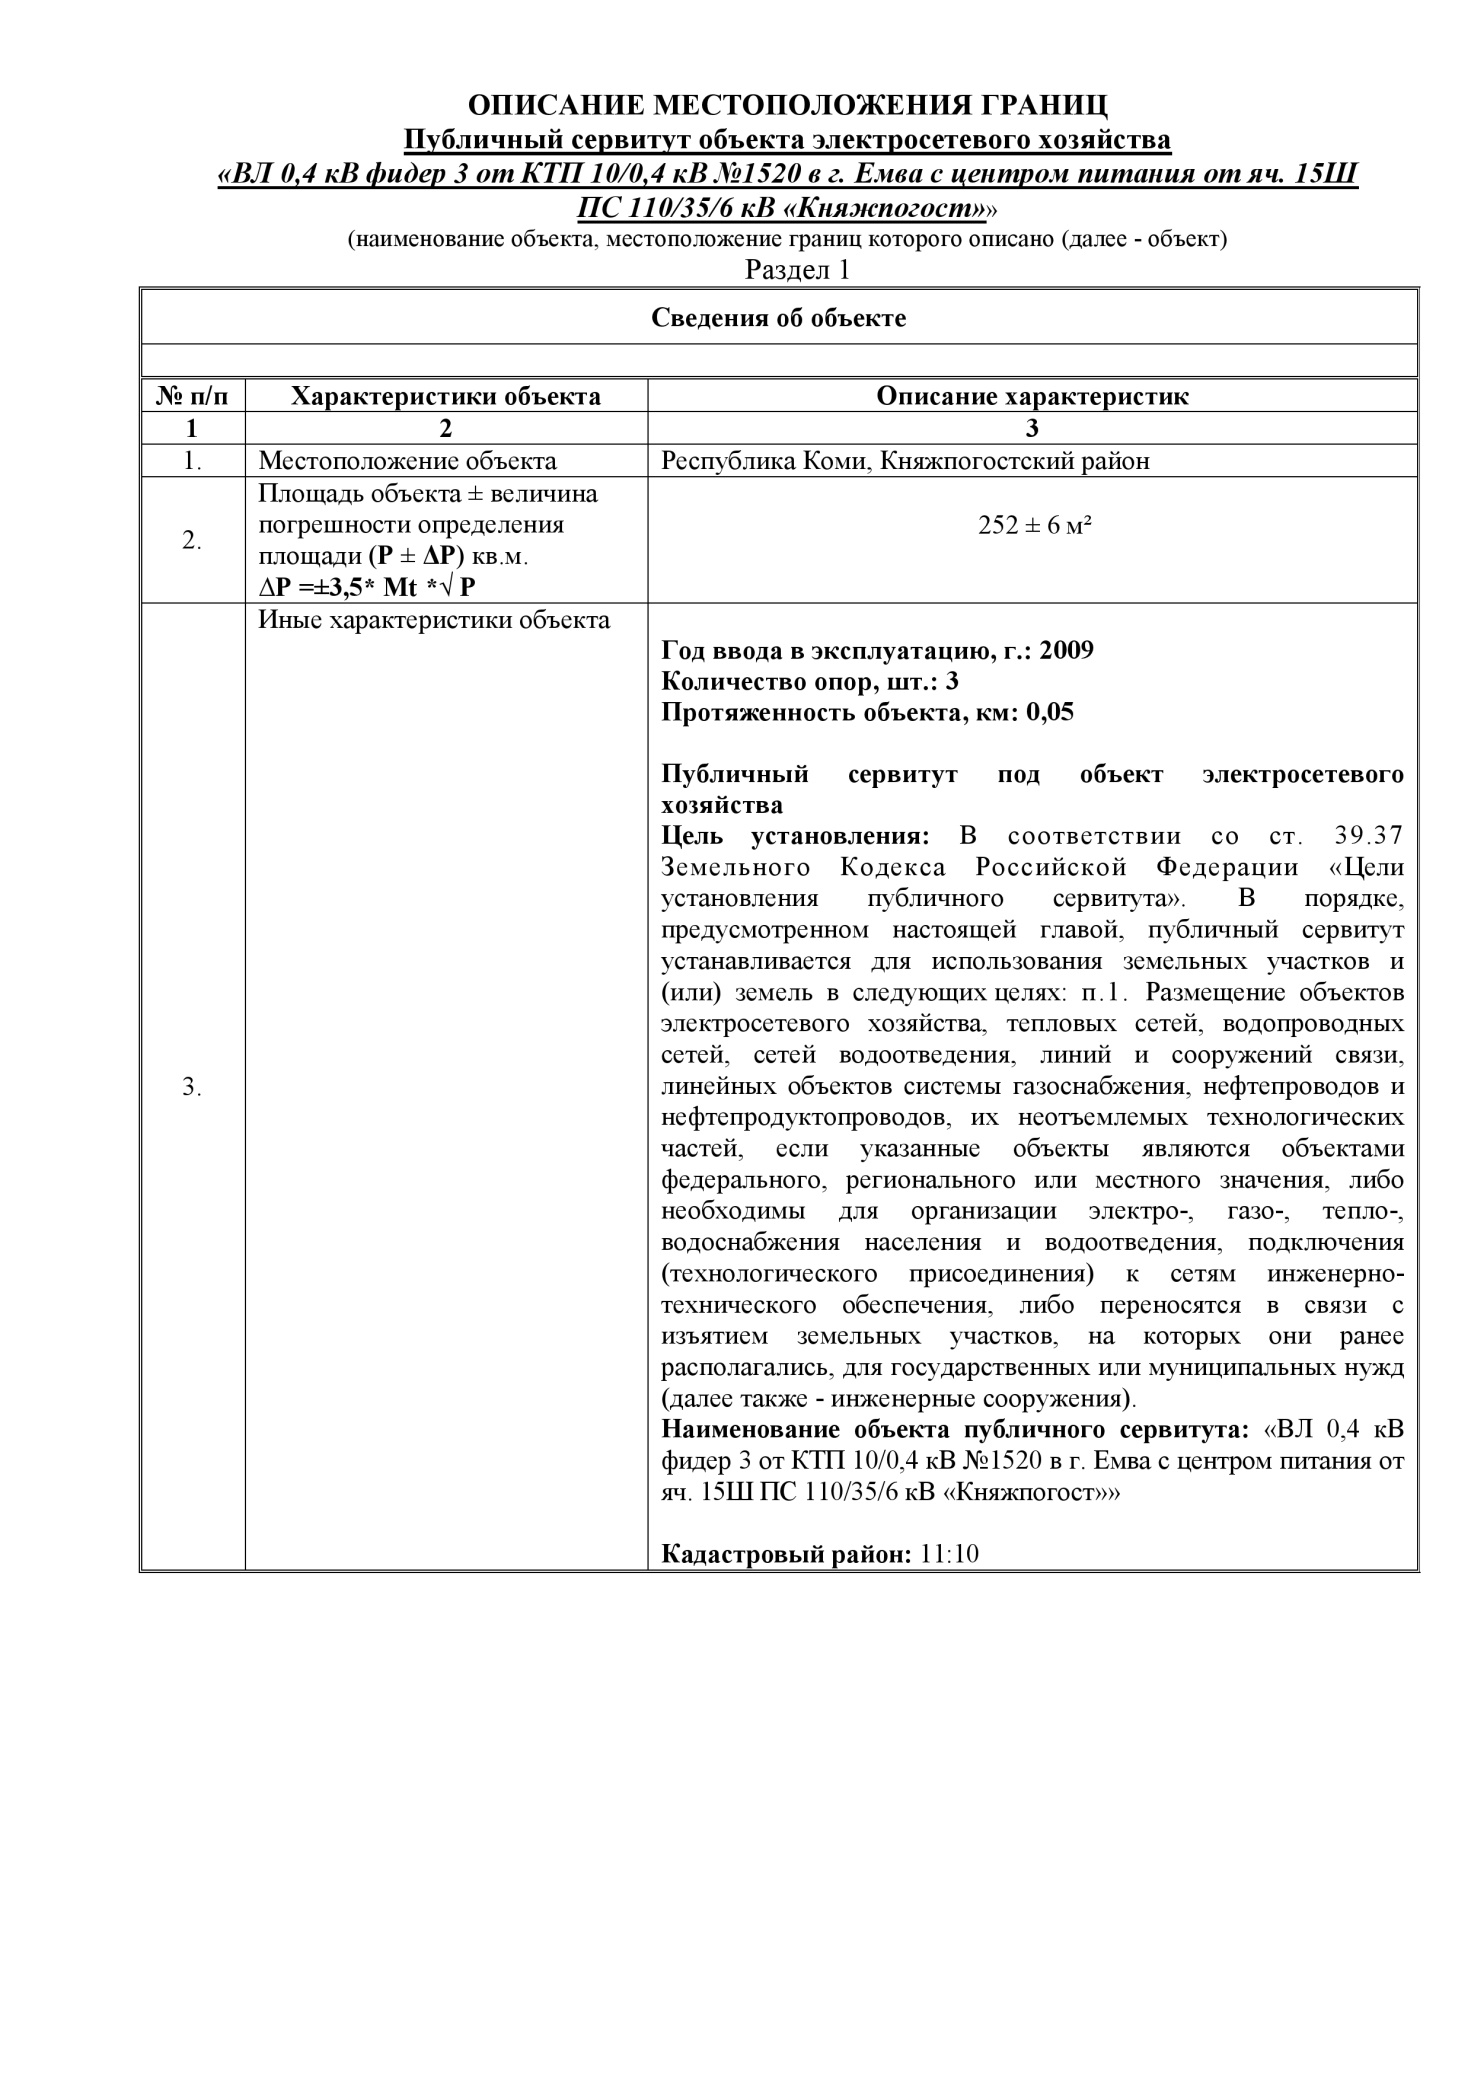 ОПИСАНИЕ МЕСТОПОЛОЖЕНИЯ ГРАНИЦ
Публичный сервитут объекта электросетевого хозяйства
«ВЛ 0,4 кВ фидер 3 от КТП 10/0,4 кВ №1520 в г. Емва с центром питания от яч. 15Ш
ПС 110/35/6 кВ «Княжпогост»»
(наименование объекта, местоположение границ которого описано (далее - объект)
Раздел 1
Сведения об объекте
№ п/п Характеристики объекта Описание характеристик
1 2 3
1. Местоположение объекта Республика Коми, Княжпогостский район
2. Площадь объекта ± величина
погрешности определения
площади (P ± ΔP) кв.м.
ΔP =±3,5* Mt *√ P
252 ± 6 м²
3. Иные характеристики объекта
Год ввода в эксплуатацию, г.: 2009
Количество опор, шт.: 3
Протяженность объекта, км: 0,05
Публичный сервитут под объект электросетевого
хозяйства
Цель установления: В соответствии со ст. 39.37
Земельного Кодекса Российской Федерации «Цели
установления публичного сервитута». В порядке,
предусмотренном настоящей главой, публичный сервитут
устанавливается для использования земельных участков и
(или) земель в следующих целях: п.1. Размещение объектов
электросетевого хозяйства, тепловых сетей, водопроводных
сетей, сетей водоотведения, линий и сооружений связи,
линейных объектов системы газоснабжения, нефтепроводов и
нефтепродуктопроводов, их неотъемлемых технологических
частей, если указанные объекты являются объектами
федерального, регионального или местного значения, либо
необходимы для организации электро-, газо-, тепло-,
водоснабжения населения и водоотведения, подключения
(технологического присоединения) к сетям инженерно-
технического обеспечения, либо переносятся в связи с
изъятием земельных участков, на которых они ранее
располагались, для государственных или муниципальных нужд
(далее также - инженерные сооружения).
Наименование объекта публичного сервитута: «ВЛ 0,4 кВ
фидер 3 от КТП 10/0,4 кВ №1520 в г. Емва с центром питания от
яч. 15Ш ПС 110/35/6 кВ «Княжпогост»»
Кадастровый район: 11:10